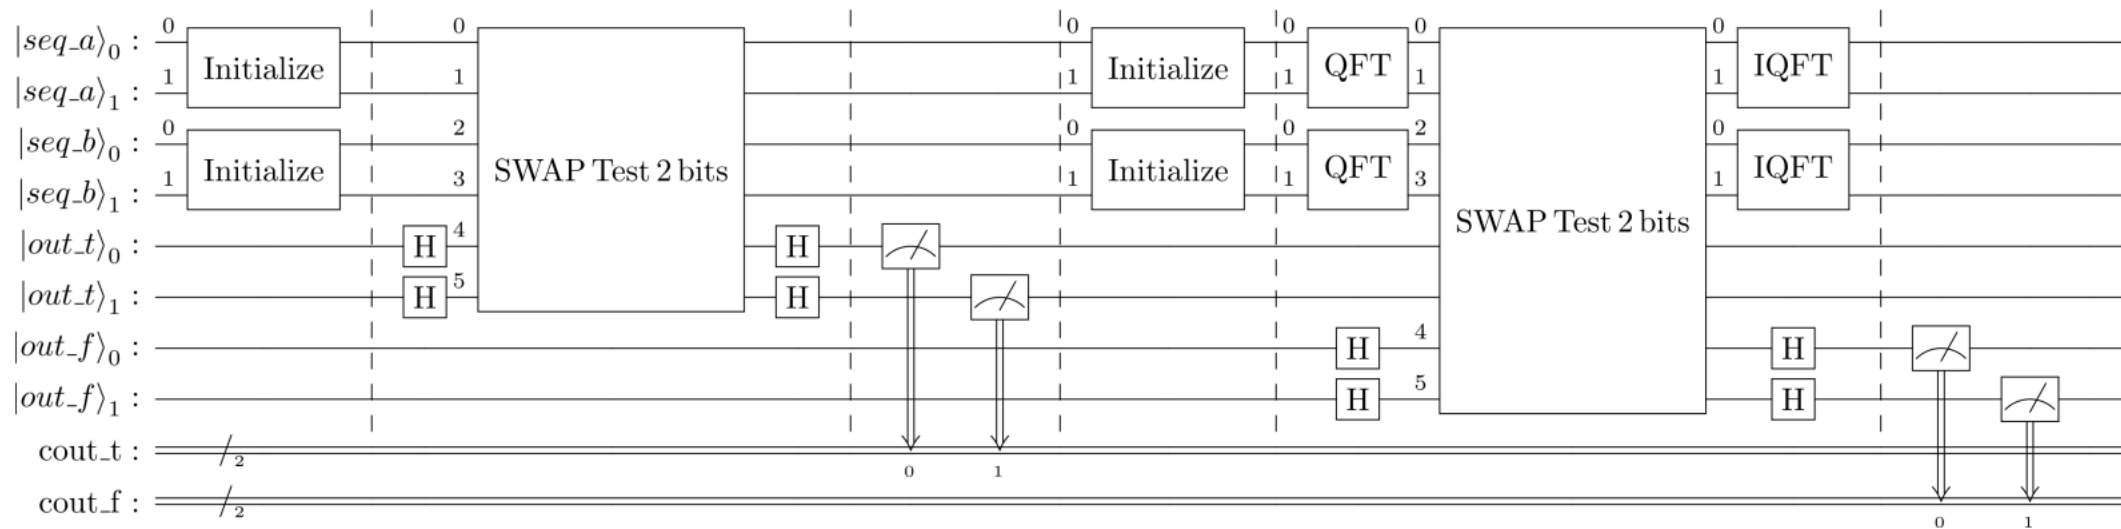 0 0 0 0 0 0
|seq_a⟩₀ : Initialize Initialize QFT IQFT
1 1 1 1 1 1
|seq_a⟩₁ :
0 2 0 0 2 0
|seq_b⟩₀ : Initialize SWAP Test 2 bits Initialize QFT IQFT
1 3 1 1 3 1
|seq_b⟩₁ :
SWAP Test 2 bits
4
|out_t⟩₀ : H H
5
|out_t⟩₁ : H H
4
|out_f⟩₀ : H H
5
|out_f⟩₁ : H H
cout_t : 2
0 1
cout_f : 2
0 1